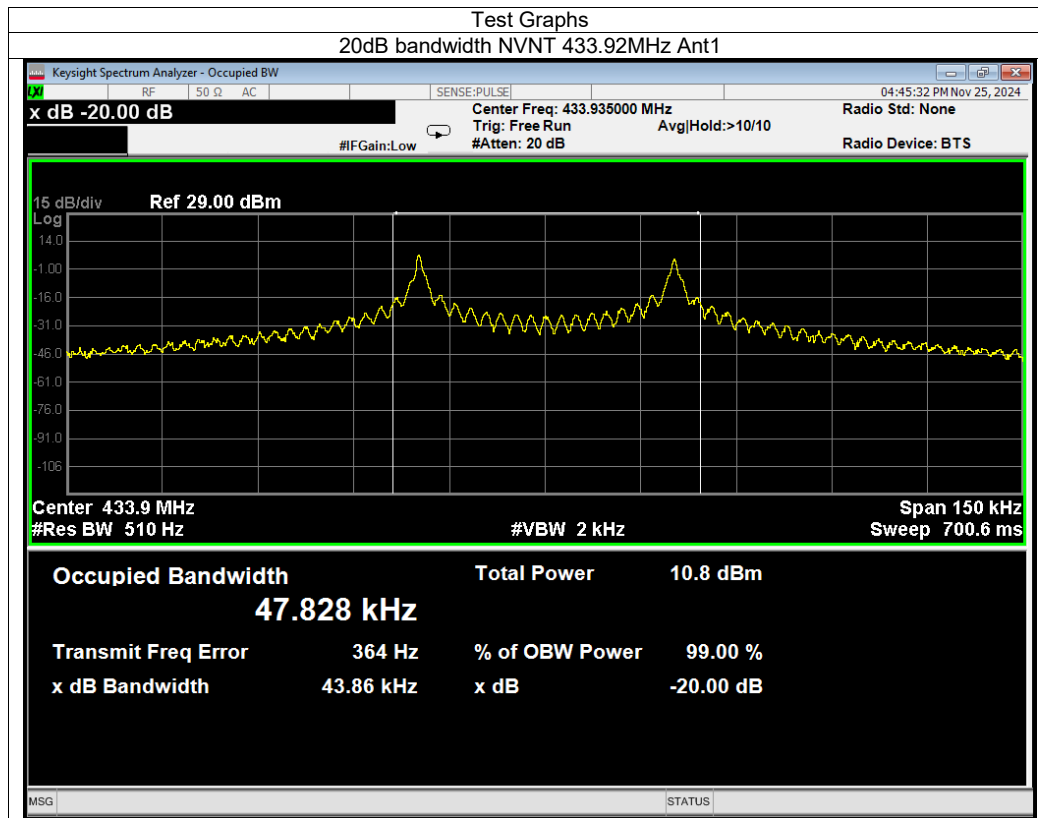 Test Graphs
20dB bandwidth NVNT 433.92MHz Ant1
Keysight Spectrum Analyzer - Occupied BW
LXI RF 50 Ω AC SENSE:PULSE 04:45:32 PM Nov 25, 2024
x dB -20.00 dB Center Freq: 433.935000 MHz Radio Std: None
Trig: Free Run Avg|Hold:>10/10
#IFGain:Low #Atten: 20 dB Radio Device: BTS
15 dB/div Ref 29.00 dBm
Log
14.0
-1.00
-16.0
-31.0
-46.0
-61.0
-76.0
-91.0
-106
Center 433.9 MHz Span 150 kHz
#Res BW 510 Hz #VBW 2 kHz Sweep 700.6 ms
Occupied Bandwidth Total Power 10.8 dBm
47.828 kHz
Transmit Freq Error 364 Hz % of OBW Power 99.00 %
x dB Bandwidth 43.86 kHz x dB -20.00 dB
MSG STATUS